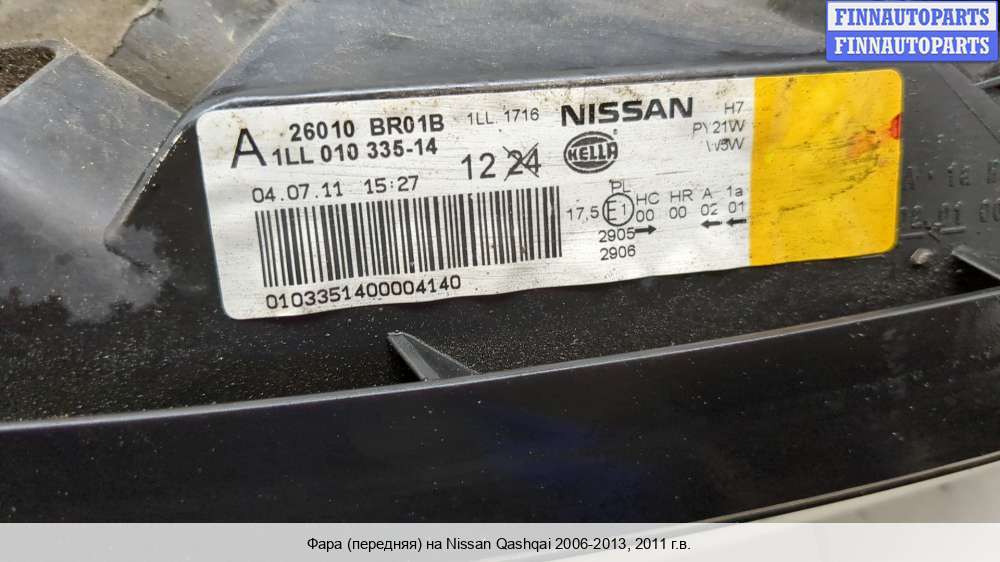 FINNAUTOPARTS
FINNAUTOPARTS
A
26010 BR01B
1LL 010 335-14
1LL 1716
NISSAN
HELLA
H7
PY21W
W5W
04.07.11 15:27
12 24
0103351400004140
PL
17,5 E1
HC HR A 1a
00 00 02 01
2905
2906
Фара (передняя) на Nissan Qashqai 2006-2013, 2011 г.в.